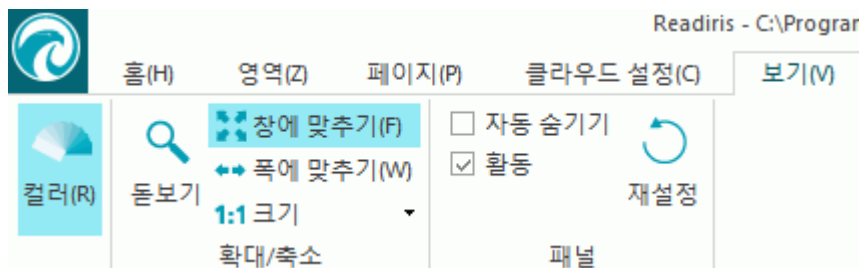 Readiris - C:\Program
홈(H) 영역(Z) 페이지(P) 클라우드 설정(C) 보기(V)
컬러(R)
돋보기
창에 맞추기(F)
폭에 맞추기(W)
1:1 크기
확대/축소
자동 숨기기
활동
재설정
패널